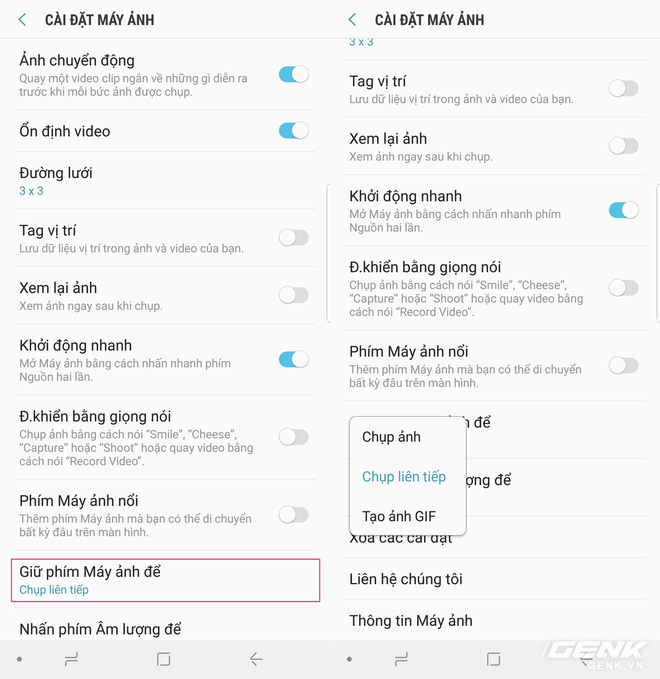 CÀI ĐẶT MÁY ẢNH
Ảnh chuyển động
Quay một video clip ngắn về những gì diễn ra
trước khi mỗi bức ảnh được chụp.
Ổn định video
Đường lưới
3 x 3
Tag vị trí
Lưu dữ liệu vị trí trong ảnh và video của bạn.
Xem lại ảnh
Xem ảnh ngay sau khi chụp.
Khởi động nhanh
Mở Máy ảnh bằng cách nhấn nhanh phím
Nguồn hai lần.
Đ.khiển bằng giọng nói
Chụp ảnh bằng cách nói “Smile”, “Cheese”,
“Capture” hoặc “Shoot” hoặc quay video bằng
cách nói “Record Video”.
Phím Máy ảnh nổi
Thêm phím Máy ảnh mà bạn có thể di chuyển
bất kỳ đâu trên màn hình.
Giữ phím Máy ảnh để
Chụp liên tiếp
Nhấn phím Âm lượng để
CÀI ĐẶT MÁY ẢNH
3 x 3
Tag vị trí
Lưu dữ liệu vị trí trong ảnh và video của bạn.
Xem lại ảnh
Xem ảnh ngay sau khi chụp.
Khởi động nhanh
Mở Máy ảnh bằng cách nhấn nhanh phím
Nguồn hai lần.
Đ.khiển bằng giọng nói
Chụp ảnh bằng cách nói “Smile”, “Cheese”,
“Capture” hoặc “Shoot” hoặc quay video bằng
cách nói “Record Video”.
Phím Máy ảnh nổi
Thêm phím Máy ảnh mà bạn có thể di chuyển
bất kỳ đâu trên màn hình.
để
Chụp ảnh
Chụp liên tiếp
ợng để
Tạo ảnh GIF
Xóa các cài đặt
Liên hệ chúng tôi
Thông tin Máy ảnh
GENK
GENK.VN